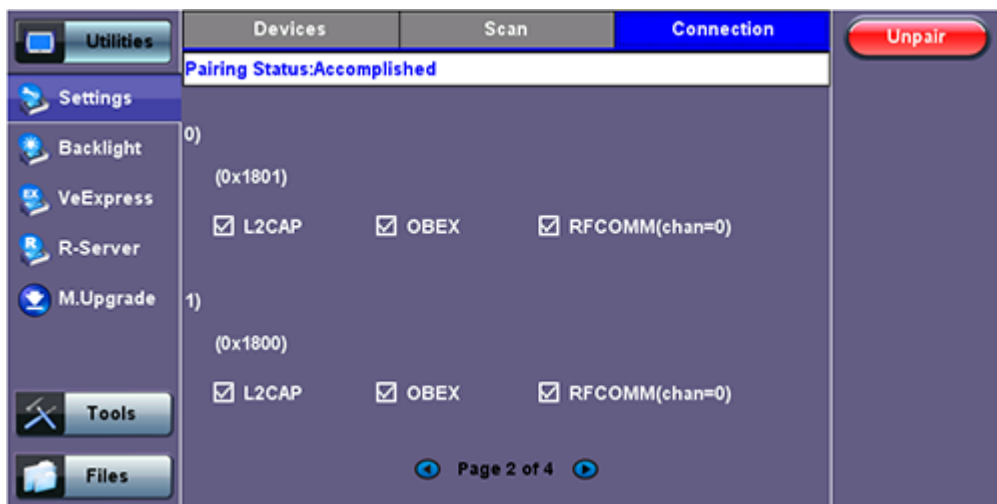 Utilities
Settings
Backlight
VeExpress
R-Server
M.Upgrade
Tools
Files
Devices Scan Connection
Pairing Status:Accomplished
0)
(0x1801)
L2CAP OBEX RFCOMM(chan=0)
1)
(0x1800)
L2CAP OBEX RFCOMM(chan=0)
Page 2 of 4
Unpair